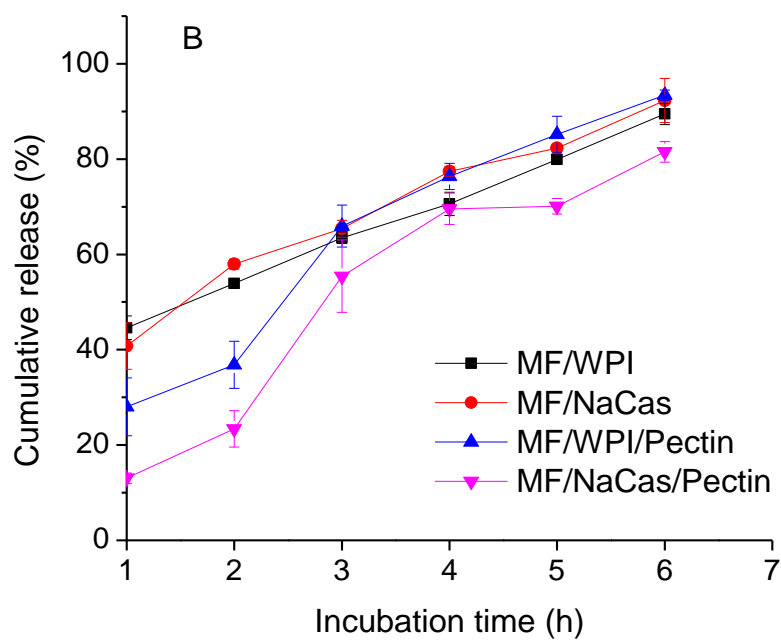 B
100
80
60
40
20
0
Cumulative release (%)
MF/WPI
MF/NaCas
MF/WPI/Pectin
MF/NaCas/Pectin
1 2 3 4 5 6 7
Incubation time (h)